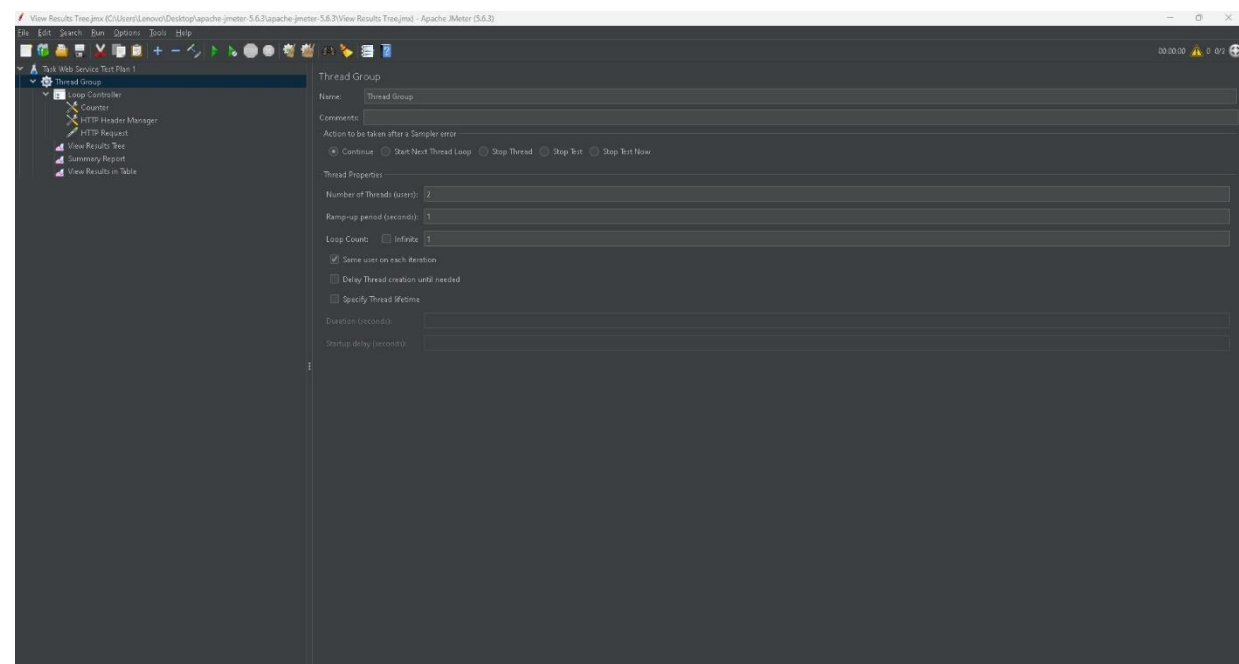 View Results Tree.jmx (C:\Users\Lenovo\Desktop\apache-jmeter-5.6.3\apache-jmeter-5.6.3\View Results Tree.jmx) - Apache JMeter (5.6.3)
File Edit Search Run Options Tools Help
00:00:00 0 0/2
Task Web Service Test Plan 1
Thread Group
Loop Controller
Counter
HTTP Header Manager
HTTP Request
View Results Tree
Summary Report
View Results in Table
Thread Group
Name: Thread Group
Comments:
Action to be taken after a Sampler error
Continue Start Next Thread Loop Stop Thread Stop Test Stop Test Now
Thread Properties
Number of Threads (users): 2
Ramp-up period (seconds): 1
Loop Count: Infinite 1
Same user on each iteration
Delay Thread creation until needed
Specify Thread lifetime
Duration (seconds):
Startup delay (seconds):